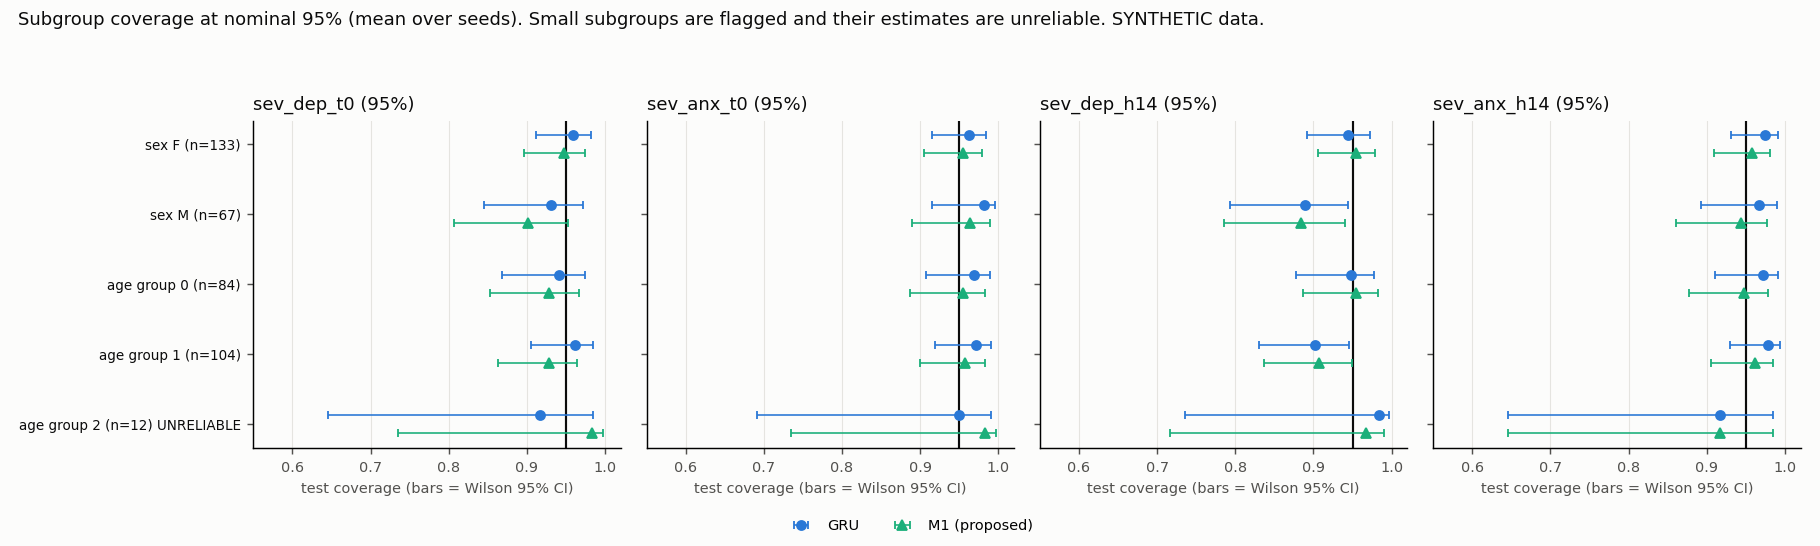 Subgroup coverage at nominal 95% (mean over seeds). Small subgroups are flagged and their estimates are unreliable. SYNTHETIC data.
sev_dep_t0 (95%)
sev_anx_t0 (95%)
sev_dep_h14 (95%)
sev_anx_h14 (95%)
sex F (n=133)
sex M (n=67)
age group 0 (n=84)
age group 1 (n=104)
age group 2 (n=12) UNRELIABLE
0.6 0.7 0.8 0.9 1.0
0.6 0.7 0.8 0.9 1.0
0.6 0.7 0.8 0.9 1.0
0.6 0.7 0.8 0.9 1.0
test coverage (bars = Wilson 95% CI)
test coverage (bars = Wilson 95% CI)
test coverage (bars = Wilson 95% CI)
test coverage (bars = Wilson 95% CI)
GRU
M1 (proposed)